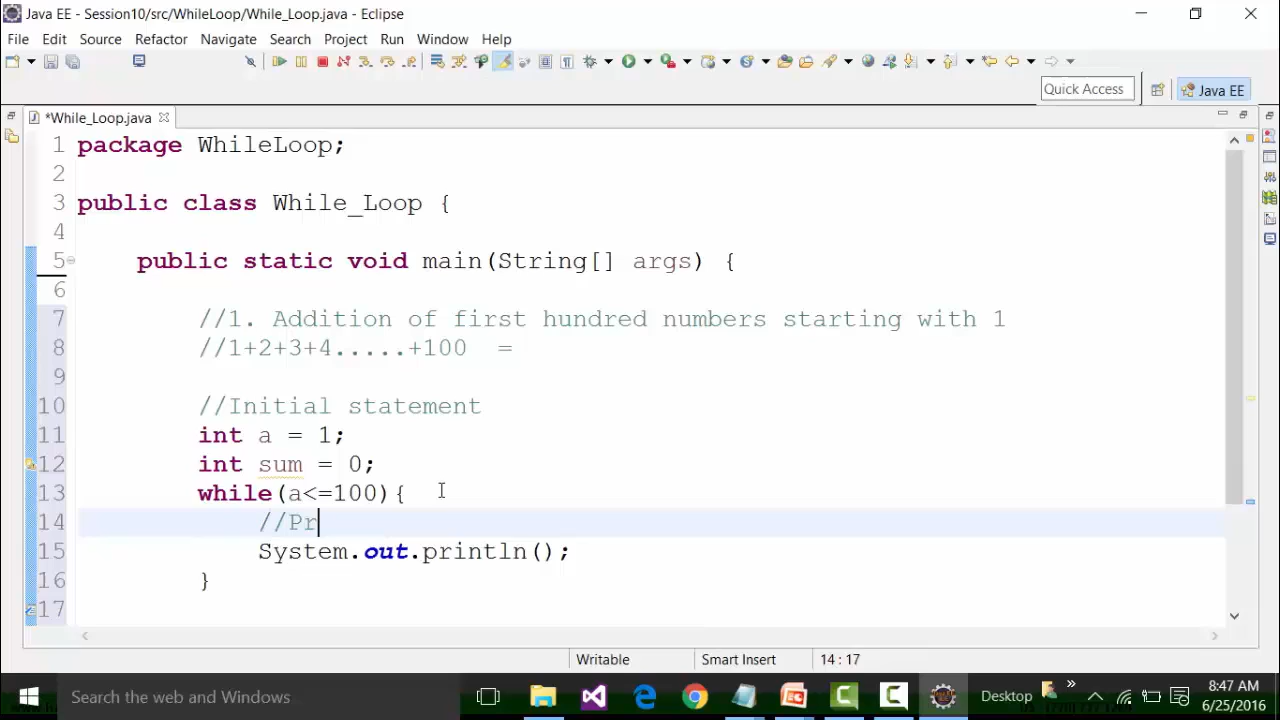 Java EE - Session10/src/WhileLoop/While_Loop.java - Eclipse
File Edit Source Refactor Navigate Search Project Run Window Help
Quick Access
Java EE
*While_Loop.java
1 package WhileLoop;
2
3 public class While_Loop {
4
5 public static void main(String[] args) {
6
7 //1. Addition of first hundred numbers starting with 1
8 //1+2+3+4.....+100 =
9
10 //Initial statement
11 int a = 1;
12 int sum = 0;
13 while(a<=100){
14 //Pr
15 System.out.println();
16 }
17
Writable Smart Insert 14 : 17
Search the web and Windows
Desktop
8:47 AM
6/25/2016